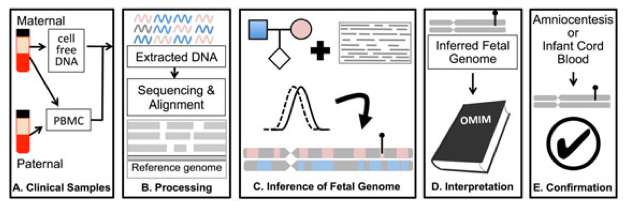 Maternal
cell
free
DNA
PBMC
Paternal
A. Clinical Samples
Extracted DNA
Sequencing &
Alignment
Reference genome
B. Processing
C. Inference of Fetal Genome
Inferred Fetal
Genome
OMIM
D. Interpretation
Amniocentesis
or
Infant Cord
Blood
E. Confirmation